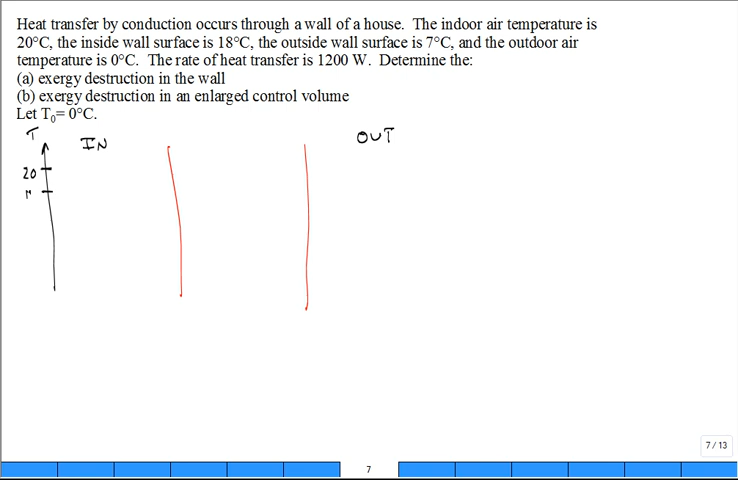 Heat transfer by conduction occurs through a wall of a house. The indoor air temperature is
20°C, the inside wall surface is 18°C, the outside wall surface is 7°C, and the outdoor air
temperature is 0°C. The rate of heat transfer is 1200 W. Determine the:
(a) exergy destruction in the wall
(b) exergy destruction in an enlarged control volume
Let T₀= 0°C.
T IN OUT
20
7 / 13
7